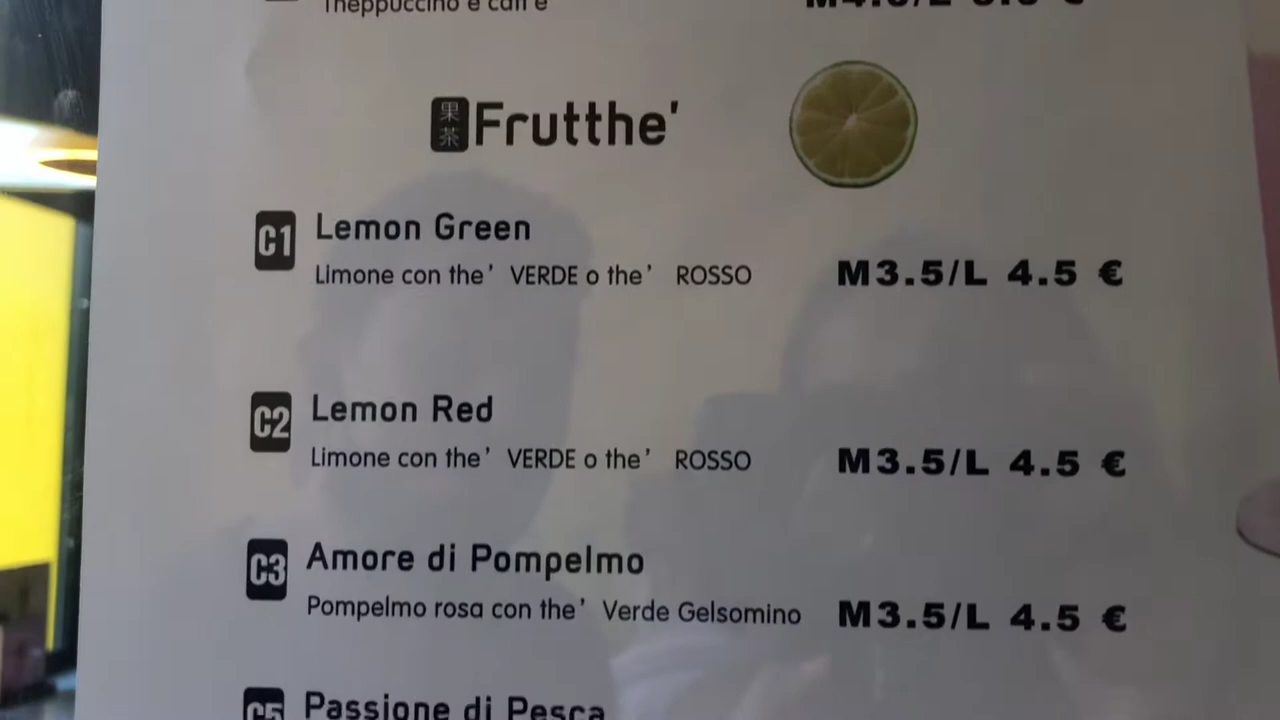 Theppuccino e caffè
果茶 Frutthe'
C1 Lemon Green
Limone con the' VERDE o the' ROSSO M3.5/L 4.5 €
C2 Lemon Red
Limone con the' VERDE o the' ROSSO M3.5/L 4.5 €
C3 Amore di Pompelmo
Pompelmo rosa con the' Verde Gelsomino M3.5/L 4.5 €
C5 Passione di Pesca